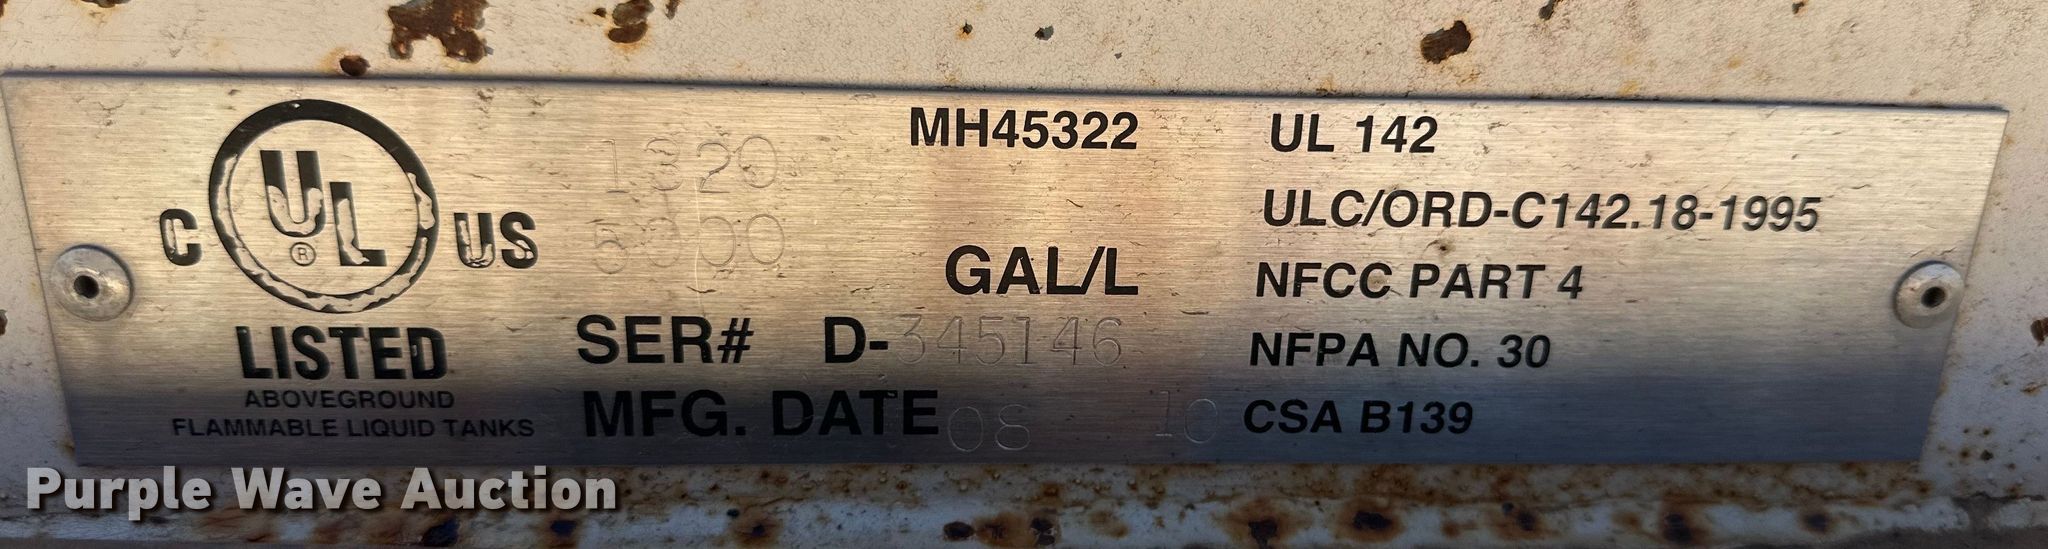 C UL ® US
LISTED
ABOVEGROUND
FLAMMABLE LIQUID TANKS
1320
5000
MH45322
GAL/L
SER# D-345146
MFG. DATE 08 10
UL 142
ULC/ORD-C142.18-1995
NFCC PART 4
NFPA NO. 30
CSA B139
Purple Wave Auction